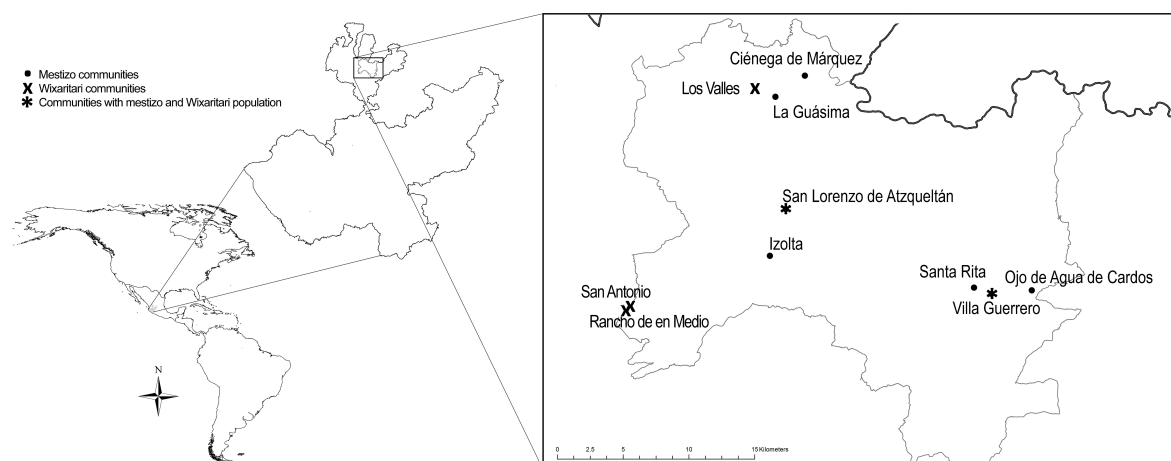 Mestizo communities
Wixaritari communities
Communities with mestizo and Wixaritari population
N
Ciénega de Márquez
Los Valles
La Guásima
San Lorenzo de Atzqueltán
Izolta
Santa Rita
Ojo de Agua de Cardos
Villa Guerrero
San Antonio
Rancho de en Medio
0 2.5 5 10 15 Kilometers